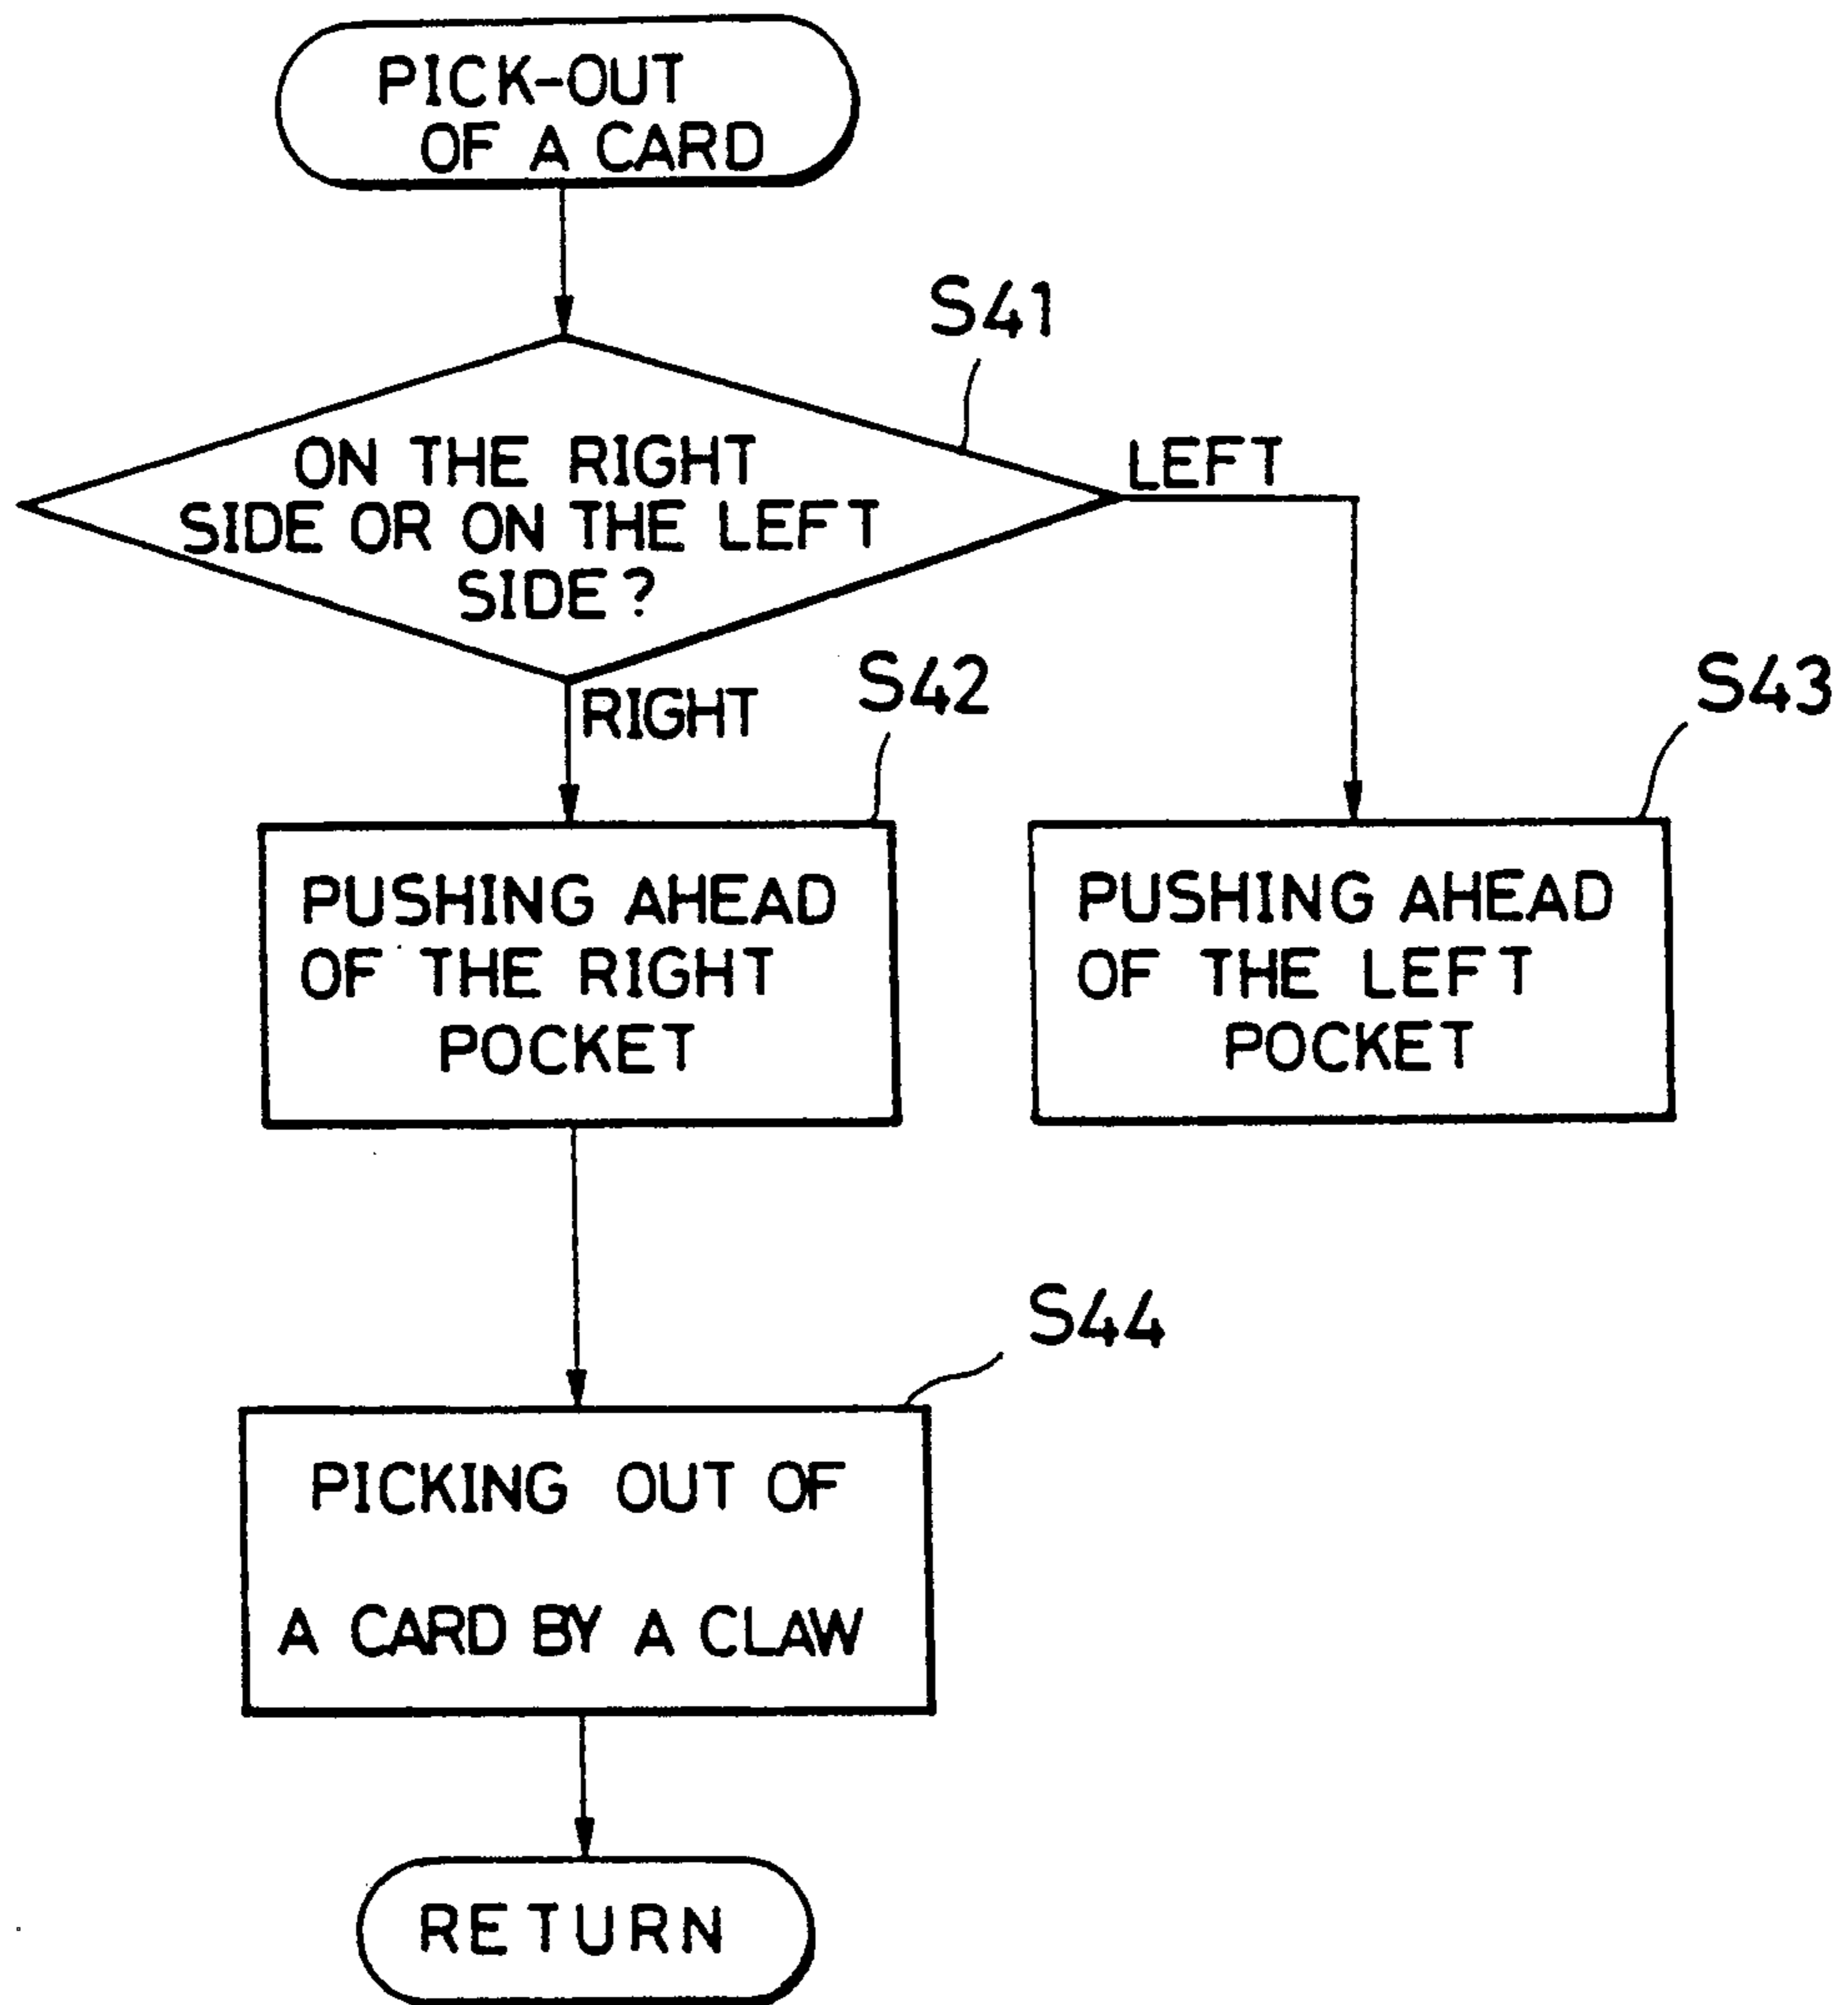 PICK-OUT
OF A CARD
S41
ON THE RIGHT
SIDE OR ON THE LEFT
SIDE?
LEFT
RIGHT
S42
S43
PUSHING AHEAD
OF THE RIGHT
POCKET
PUSHING AHEAD
OF THE LEFT
POCKET
S44
PICKING OUT OF
A CARD BY A CLAW
RETURN